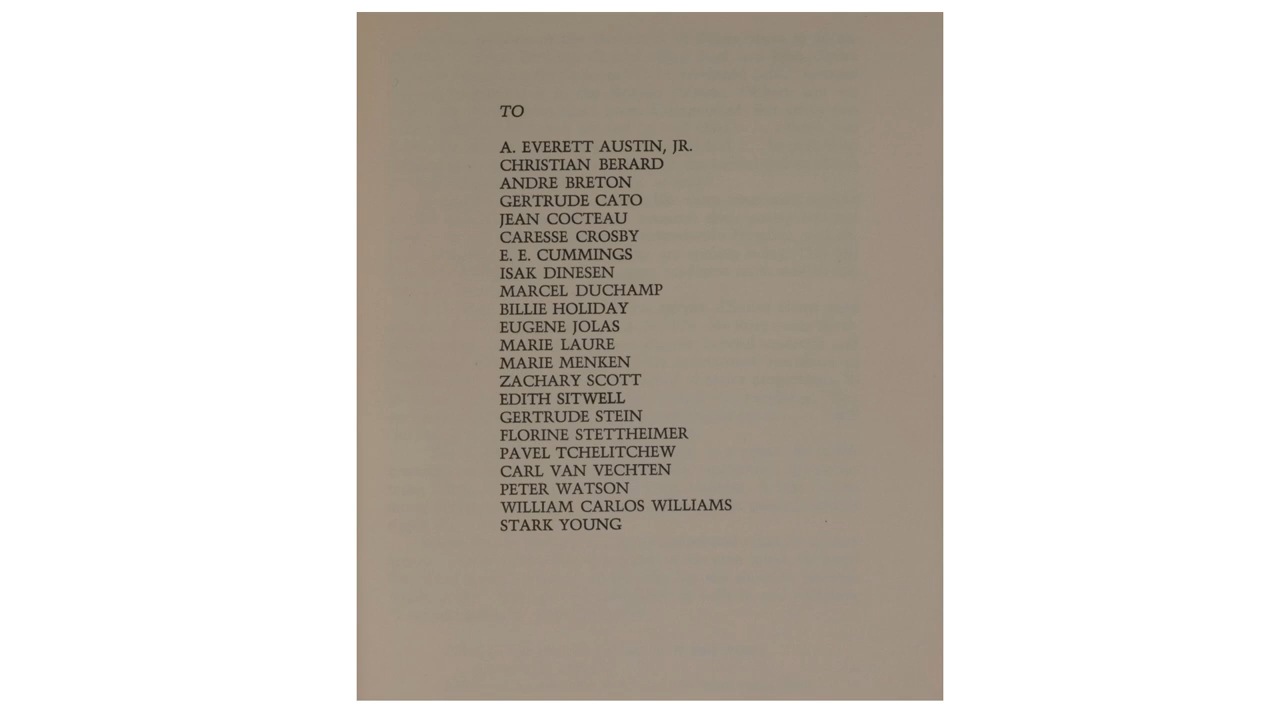 TO
A. EVERETT AUSTIN, JR.
CHRISTIAN BERARD
ANDRE BRETON
GERTRUDE CATO
JEAN COCTEAU
CARESSE CROSBY
E. E. CUMMINGS
ISAK DINESEN
MARCEL DUCHAMP
BILLIE HOLIDAY
EUGENE JOLAS
MARIE LAURE
MARIE MENKEN
ZACHARY SCOTT
EDITH SITWELL
GERTRUDE STEIN
FLORINE STETTHEIMER
PAVEL TCHELITCHEW
CARL VAN VECHTEN
PETER WATSON
WILLIAM CARLOS WILLIAMS
STARK YOUNG